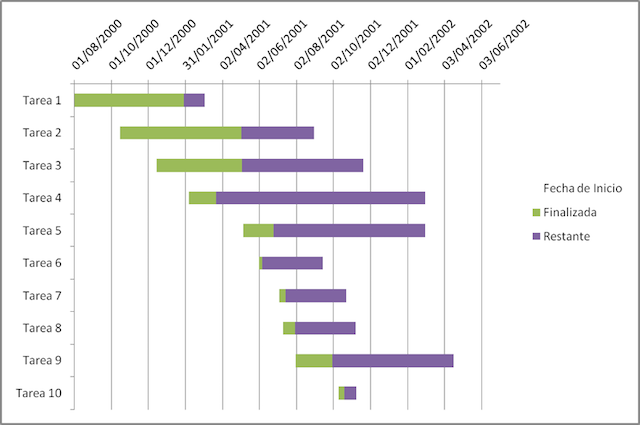 01/08/2000
01/10/2000
01/12/2000
31/01/2001
02/04/2001
02/06/2001
02/08/2001
02/10/2001
02/12/2001
01/02/2002
03/04/2002
03/06/2002
Tarea 1
Tarea 2
Tarea 3
Tarea 4
Tarea 5
Tarea 6
Tarea 7
Tarea 8
Tarea 9
Tarea 10
Fecha de Inicio
Finalizada
Restante